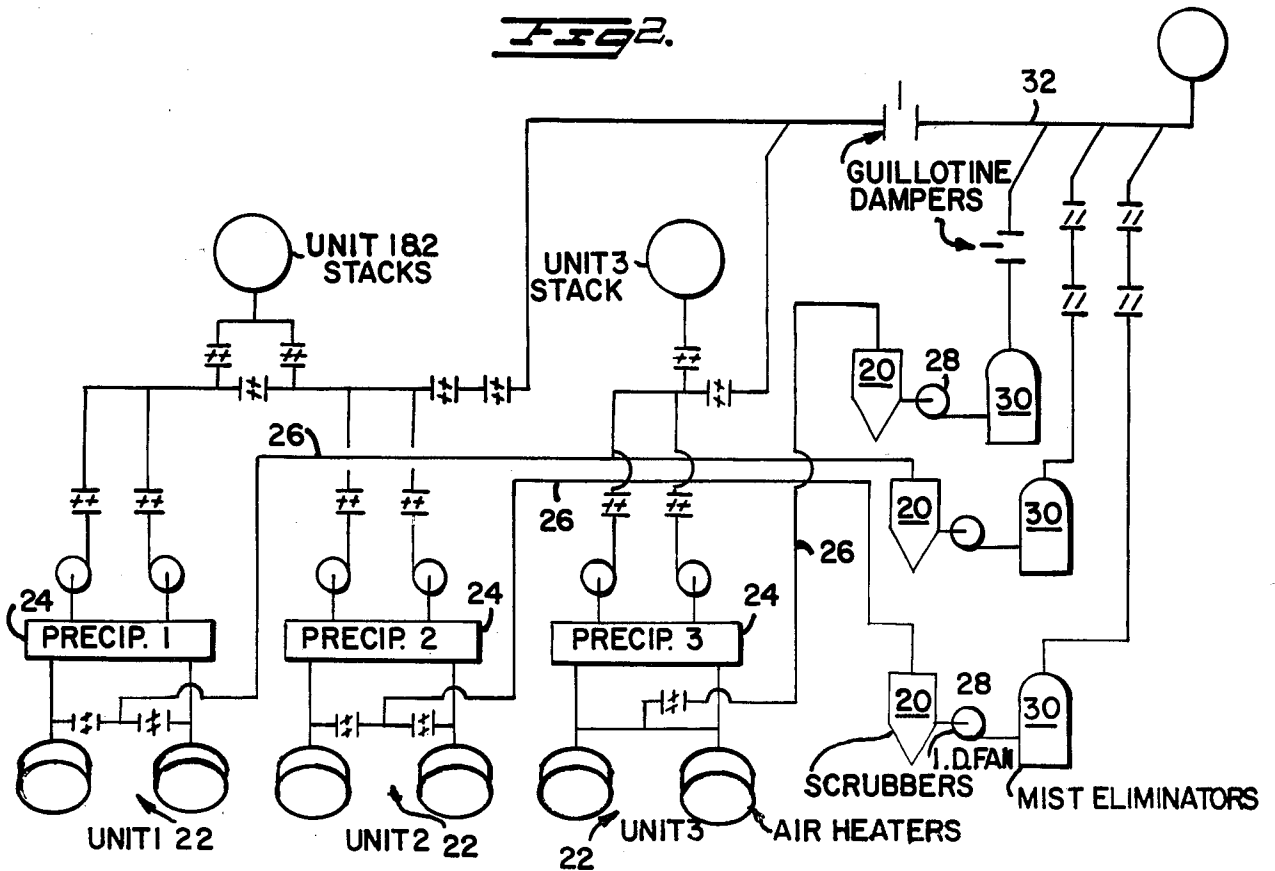 Fig 2.
32
GUILLOTINE
DAMPERS
UNIT 1&2
STACKS
UNIT 3
STACK
20
28
30
26
20
30
26
26
24
PRECIP. 1
PRECIP. 2
24
PRECIP. 3
24
20
28
30
I.D. FAN
SCRUBBERS
MIST ELIMINATORS
UNIT 1 22
UNIT 2 22
22
UNIT 3
AIR HEATERS